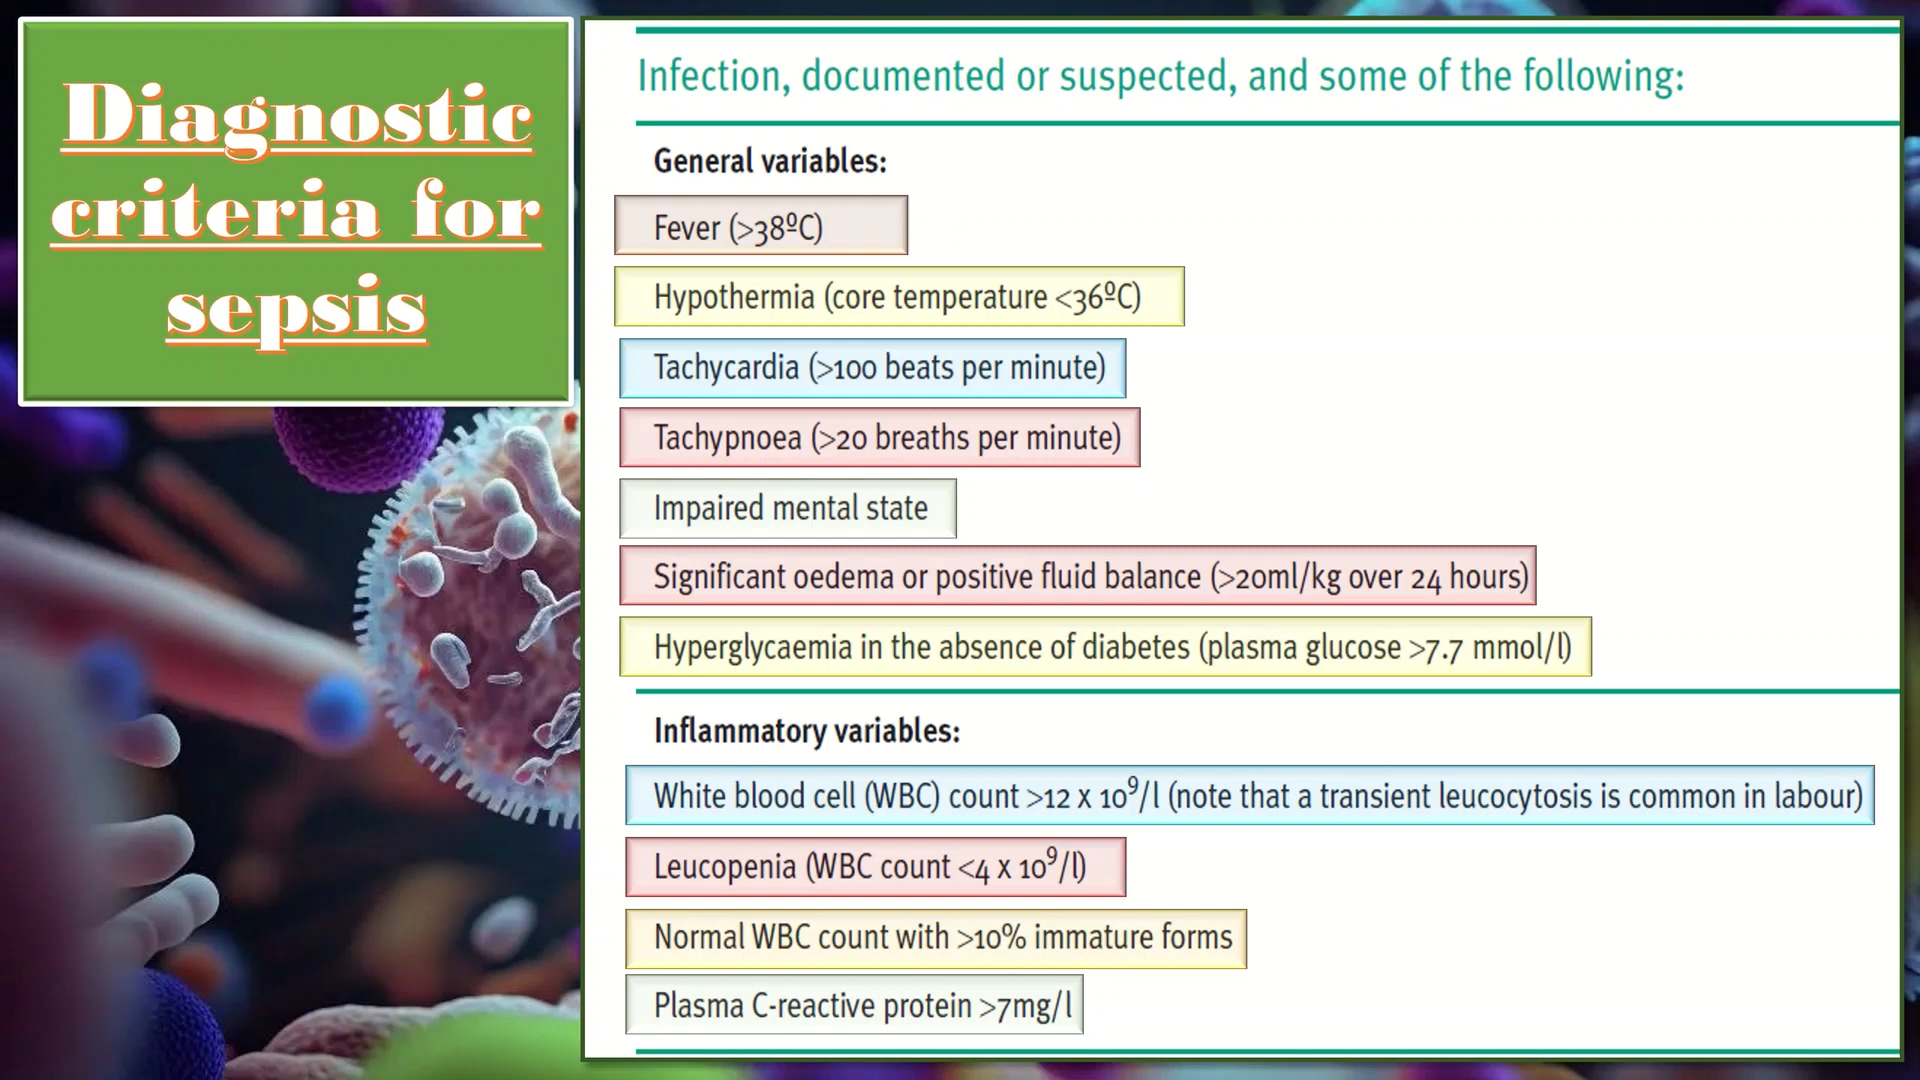 Diagnostic
criteria for
sepsis
Infection, documented or suspected, and some of the following:
General variables:
Fever (>38ºC)
Hypothermia (core temperature <36ºC)
Tachycardia (>100 beats per minute)
Tachypnoea (>20 breaths per minute)
Impaired mental state
Significant oedema or positive fluid balance (>20ml/kg over 24 hours)
Hyperglycaemia in the absence of diabetes (plasma glucose >7.7 mmol/l)
Inflammatory variables:
White blood cell (WBC) count >12 x 10⁹/l (note that a transient leucocytosis is common in labour)
Leucopenia (WBC count <4 x 10⁹/l)
Normal WBC count with >10% immature forms
Plasma C-reactive protein >7mg/l